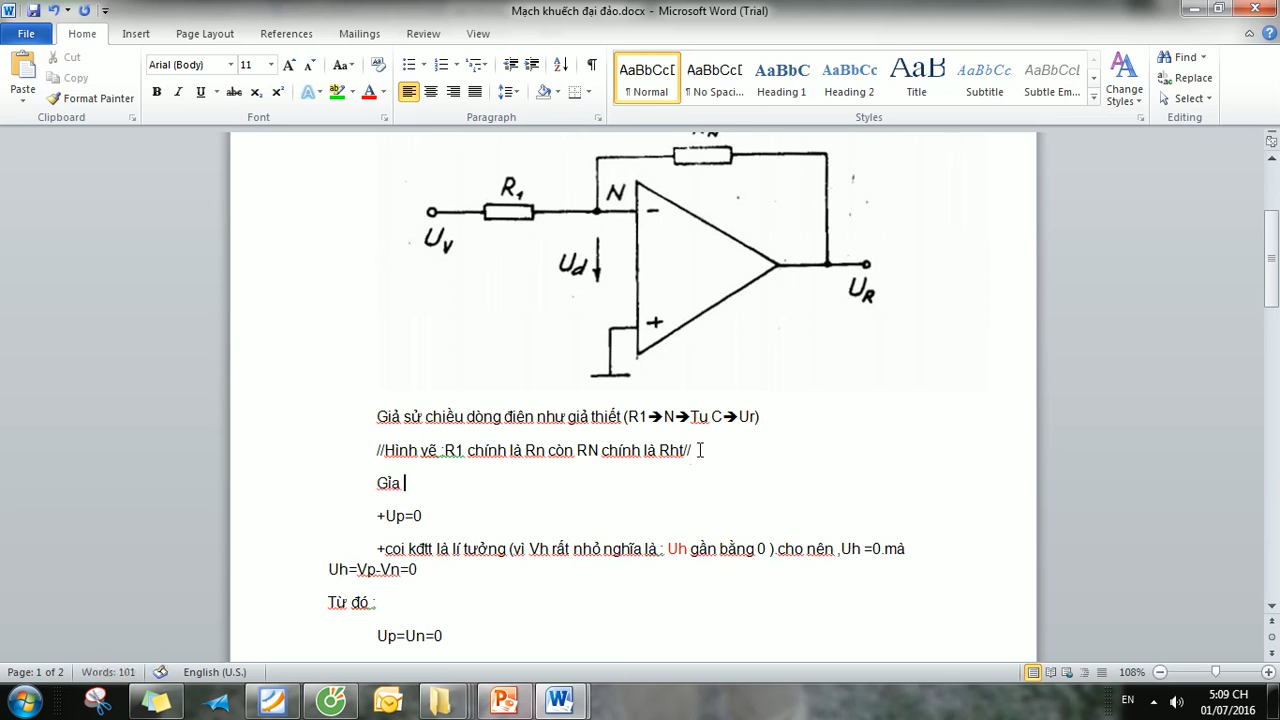 Mạch khuếch đại đảo.docx - Microsoft Word (Trial)
File Home Insert Page Layout References Mailings Review View
Paste
Cut
Copy
Format Painter
Clipboard
Arial (Body) 11
Font
Paragraph
AaBbCcD AaBbCcD AaBbC AaBbCc AaB AaBbCc. AaBbCcD
¶ Normal ¶ No Spaci... Heading 1 Heading 2 Title Subtitle Subtle Em...
Styles
Change Styles
Find
Replace
Select
Editing
R1
N
UV
Ud
UR
-
+
Giả sử chiều dòng điện như giả thiết (R1➔N➔Tu C➔Ur)
//Hình vẽ :R1 chính là Rn còn RN chính là Rht//
Gỉa
+Up=0
+coi kđtt là lí tưởng (vì Vh rất nhỏ nghĩa là : Uh gần bằng 0 ).cho nên ,Uh =0.mà
Uh=Vp-Vn=0
Từ đó :
Up=Un=0
Page: 1 of 2 Words: 101 English (U.S.) 108%
EN 5:09 CH
01/07/2016